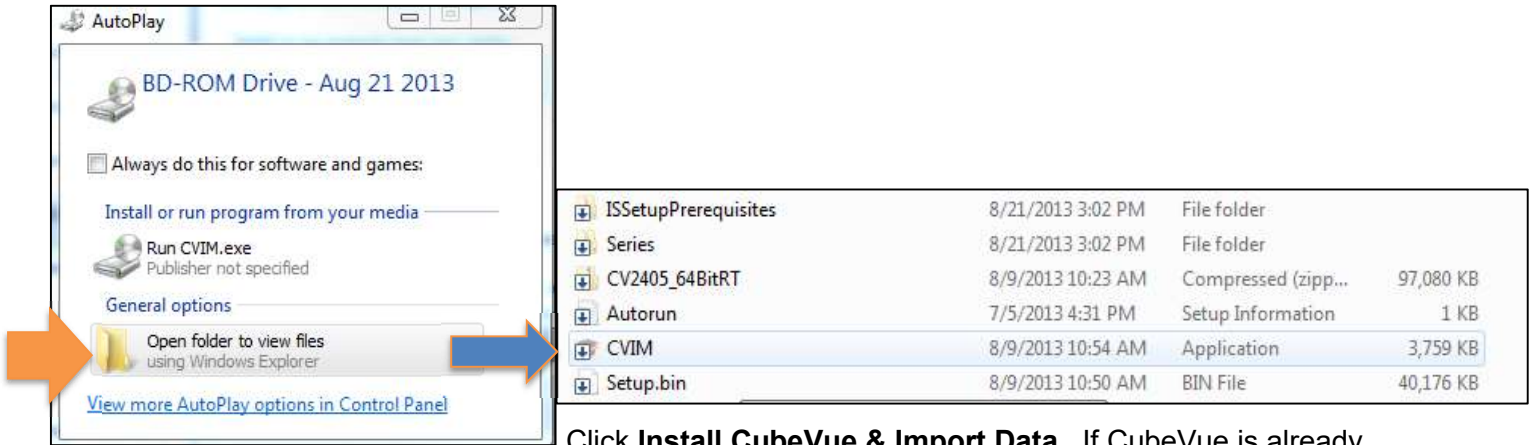 AutoPlay
BD-ROM Drive - Aug 21 2013
Always do this for software and games:
Install or run program from your media
Run CVIM.exe
Publisher not specified
General options
Open folder to view files
using Windows Explorer
View more AutoPlay options in Control Panel
ISSetupPrerequisites 8/21/2013 3:02 PM File folder
Series 8/21/2013 3:02 PM File folder
CV2405_64BitRT 8/9/2013 10:23 AM Compressed (zipp... 97,080 KB
Autorun 7/5/2013 4:31 PM Setup Information 1 KB
CVIM 8/9/2013 10:54 AM Application 3,759 KB
Setup.bin 8/9/2013 10:50 AM BIN File 40,176 KB
Click Install CubeVue & Import Data. If CubeVue is already